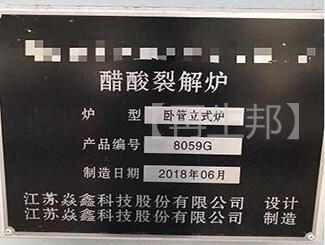 醋酸裂解炉
炉 型 卧管立式炉
产品编号 8059G
制造日期 2018年06月
江苏焱鑫科技股份有限公司 设计
江苏焱鑫科技股份有限公司 制造
【再生邦】